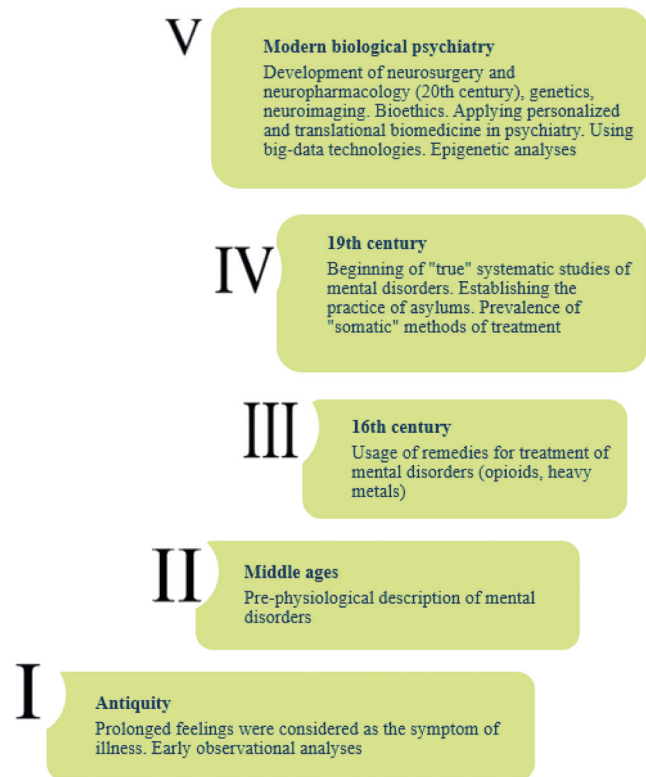 V
Modern biological psychiatry
Development of neurosurgery and
neuropharmacology (20th century), genetics,
neuroimaging. Bioethics. Applying personalized
and translational biomedicine in psychiatry. Using
big-data technologies. Epigenetic analyses
IV
19th century
Beginning of "true" systematic studies of
mental disorders. Establishing the
practice of asylums. Prevalence of
"somatic" methods of treatment
III
16th century
Usage of remedies for treatment of
mental disorders (opioids, heavy
metals)
II
Middle ages
Pre-physiological description of mental
disorders
I
Antiquity
Prolonged feelings were considered as the symptom of
illness. Early observational analyses